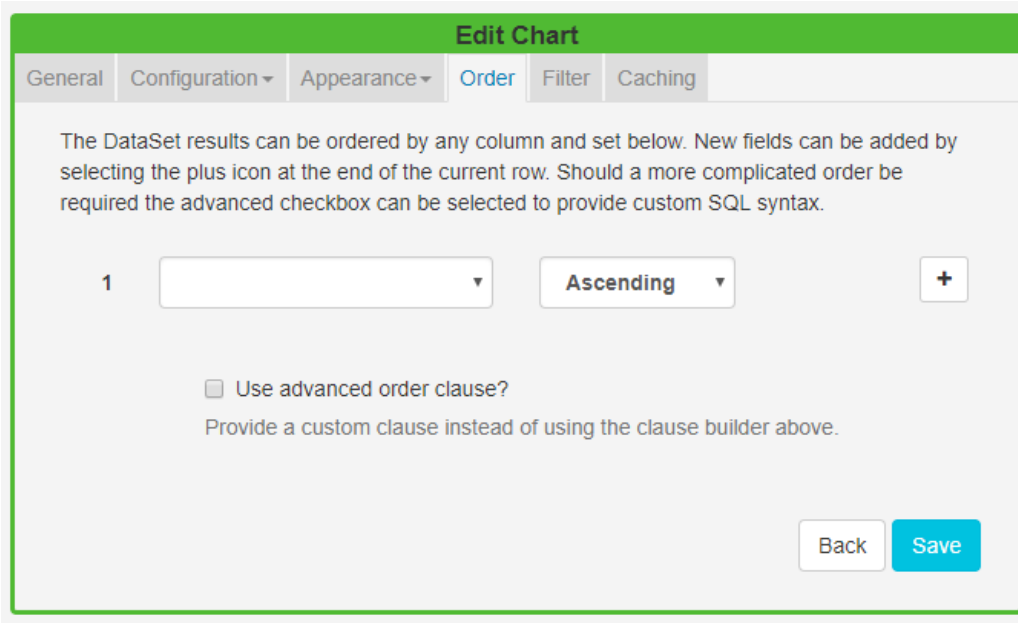 Edit Chart
General Configuration Appearance Order Filter Caching
The DataSet results can be ordered by any column and set below. New fields can be added by
selecting the plus icon at the end of the current row. Should a more complicated order be
required the advanced checkbox can be selected to provide custom SQL syntax.
1 Ascending +
Use advanced order clause?
Provide a custom clause instead of using the clause builder above.
Back Save